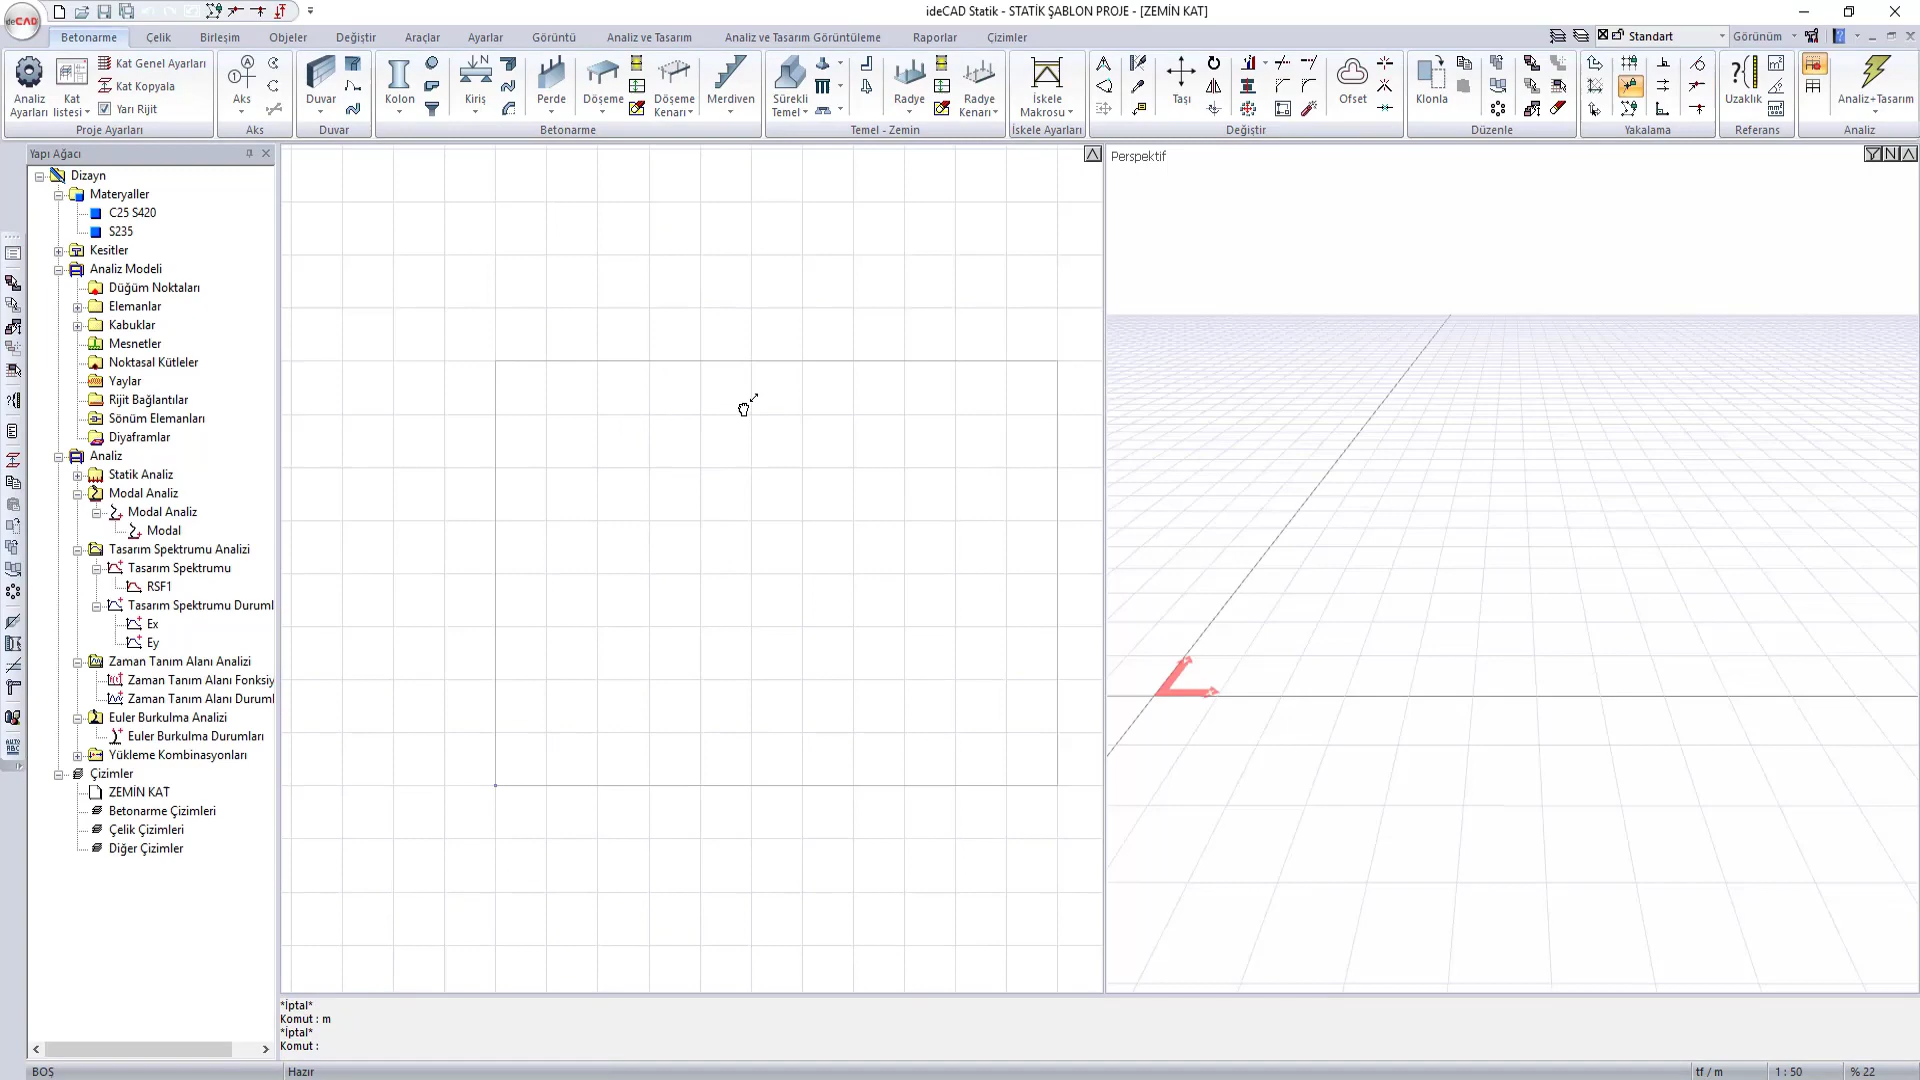 ideCAD Statik - STATİK ŞABLON PROJE - [ZEMİN KAT]
ideCAD
Betonarme Çelik Birleşim Objeler Değiştir Araçlar Ayarlar Görüntü Analiz ve Tasarım Analiz ve Tasarım Görüntüleme Raporlar Çizimler
Standart Görünüm
Analiz Ayarları
Kat listesi
Kat Genel Ayarları
Kat Kopyala
Yarı Rijit
Aks
Duvar
Kolon
Kiriş
Perde
Döşeme
Döşeme Kenarı
Merdiven
Sürekli Temel
Radye
Radye Kenarı
İskele Makrosu
Taşı
Ofset
Klonla
Uzaklık
Analiz+Tasarım
Proje Ayarları Aks Duvar Betonarme Temel - Zemin İskele Ayarları Değiştir Düzenle Yakalama Referans Analiz
Yapı Ağacı
Dizayn
Materyaller
C25 S420
S235
Kesitler
Analiz Modeli
Düğüm Noktaları
Elemanlar
Kabuklar
Mesnetler
Noktasal Kütleler
Yaylar
Rijit Bağlantılar
Sönüm Elemanları
Diyaframlar
Analiz
Statik Analiz
Modal Analiz
Modal Analiz
Modal
Tasarım Spektrumu Analizi
Tasarım Spektrumu
RSF1
Tasarım Spektrumu Duruml
Ex
Ey
Zaman Tanım Alanı Analizi
Zaman Tanım Alanı Fonksiy
Zaman Tanım Alanı Duruml
Euler Burkulma Analizi
Euler Burkulma Durumları
Yükleme Kombinasyonları
Çizimler
ZEMİN KAT
Betonarme Çizimleri
Çelik Çizimleri
Diğer Çizimler
Perspektif
*İptal*
Komut : m
*İptal*
Komut :
BOŞ Hazır tf / m 1 : 50 % 22